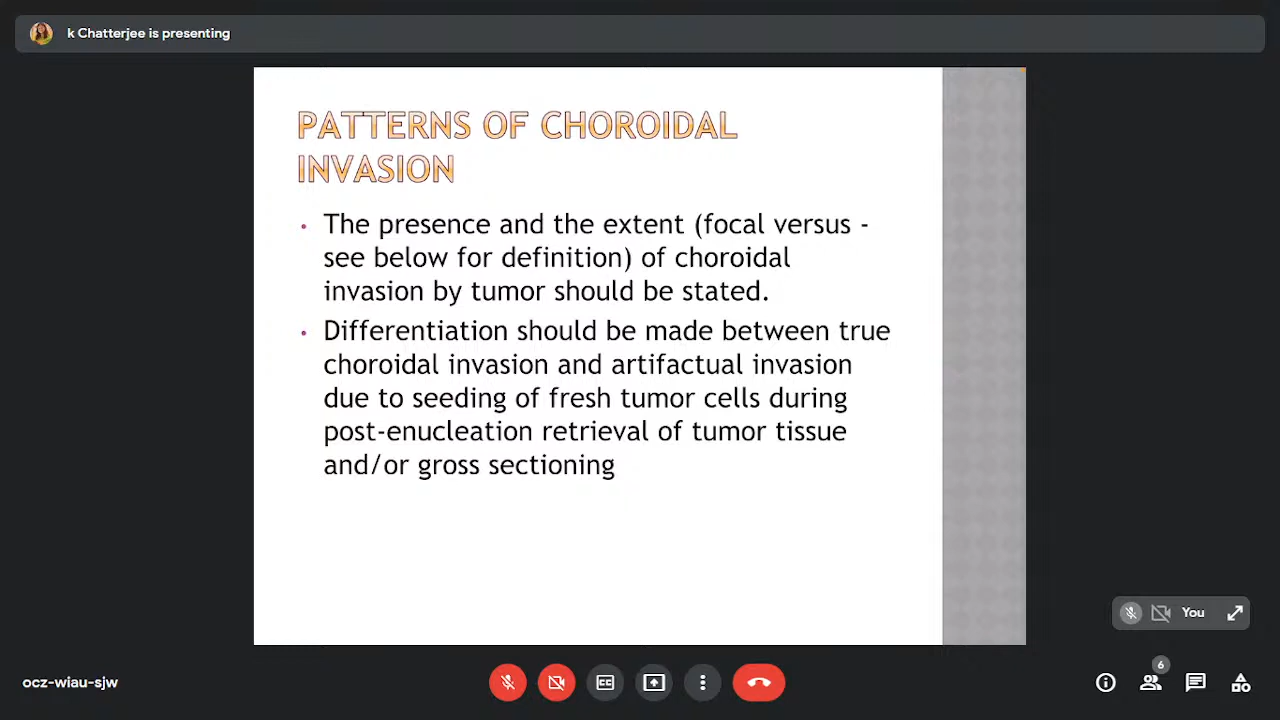 k Chatterjee is presenting
PATTERNS OF CHOROIDAL
INVASION
• The presence and the extent (focal versus -
see below for definition) of choroidal
invasion by tumor should be stated.
• Differentiation should be made between true
choroidal invasion and artifactual invasion
due to seeding of fresh tumor cells during
post-enucleation retrieval of tumor tissue
and/or gross sectioning
You
ocz-wiau-sjw
CC
6